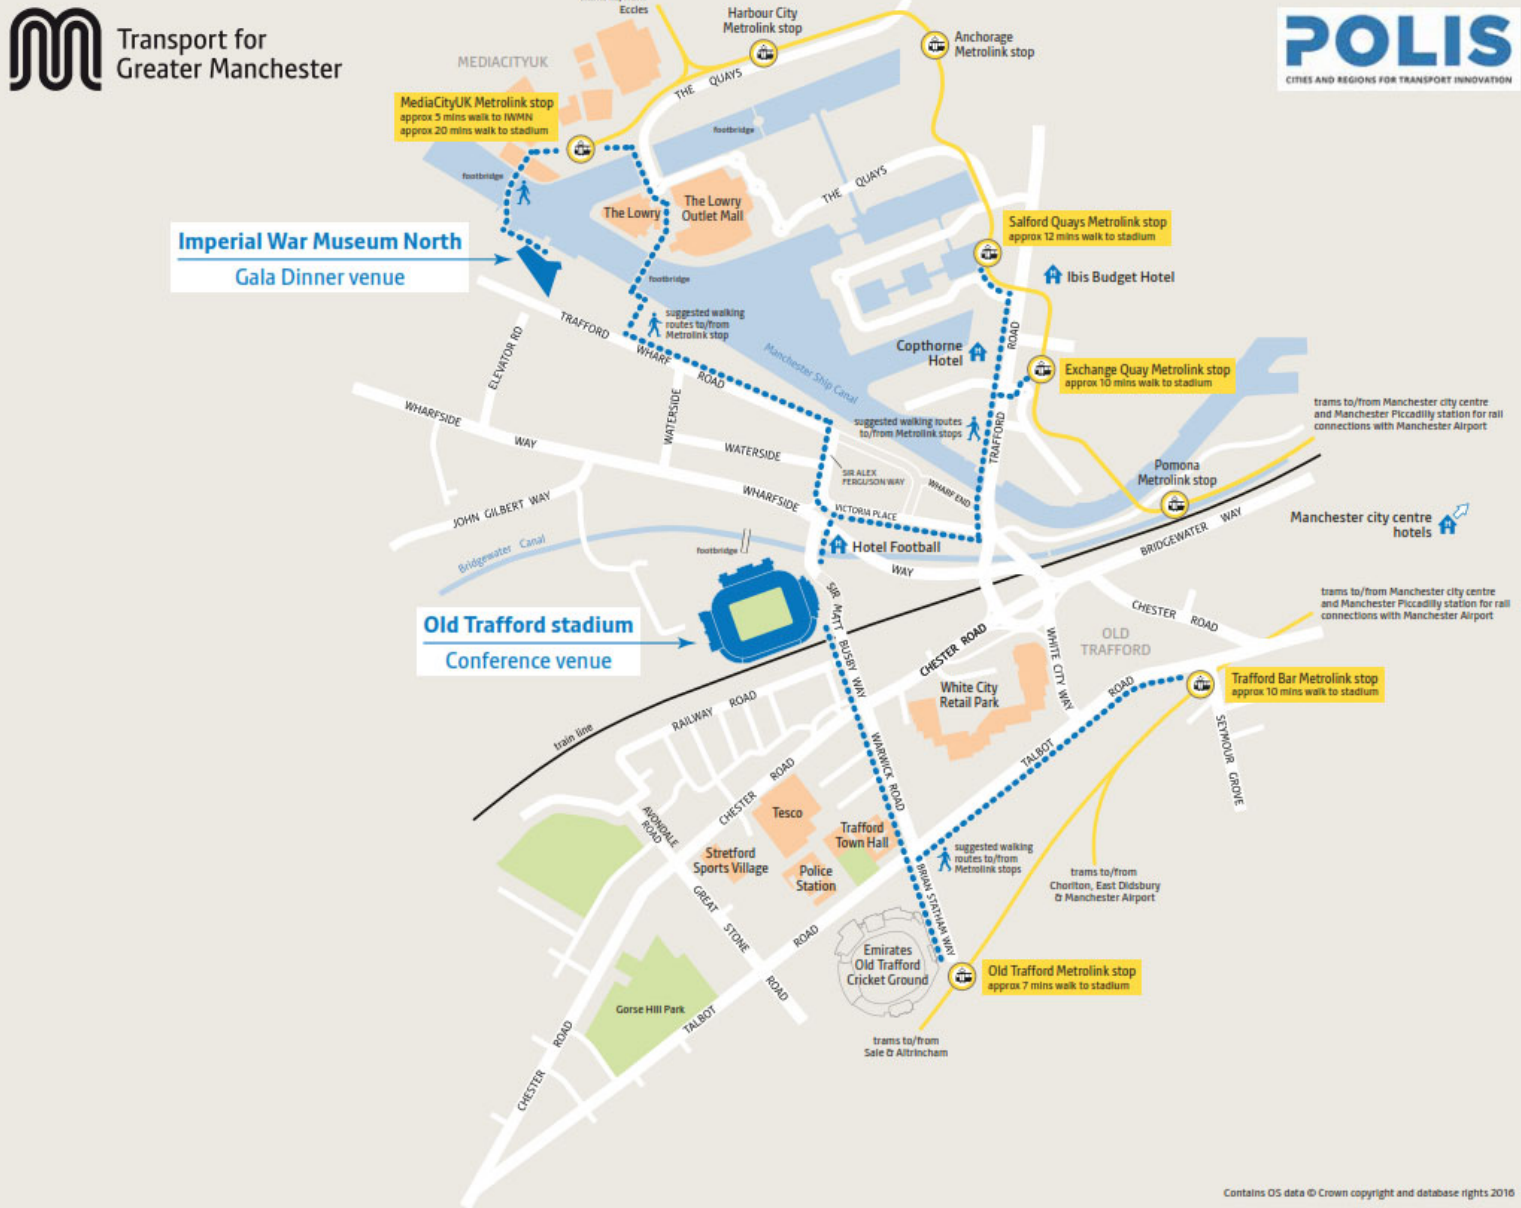 Transport for
Greater Manchester
Eccles
Harbour City
Metrolink stop
Anchorage
Metrolink stop
POLIS
CITIES AND REGIONS FOR TRANSPORT INNOVATION
MEDIACITYUK
THE QUAYS
MediaCityUK Metrolink stop
approx 5 mins walk to IWMN
approx 20 mins walk to stadium
footbridge
footbridge
THE QUAYS
The Lowry
The Lowry
Outlet Mall
Salford Quays Metrolink stop
approx 12 mins walk to stadium
Imperial War Museum North
Gala Dinner venue
Ibis Budget Hotel
footbridge
suggested walking
routes to/from
Metrolink stop
TRAFFORD
WHARF
ROAD
ELEVATOR RD
Manchester Ship Canal
Copthorne
Hotel
ROAD
Exchange Quay Metrolink stop
approx 10 mins walk to stadium
trams to/from Manchester city centre
and Manchester Piccadilly station for rail
connections with Manchester Airport
WHARFSIDE
WAY
WATERSIDE
WATERSIDE
suggested walking routes
to/from Metrolink stops
TRAFFORD
SIR ALEX
FERGUSON WAY
WHARF END
Pomona
Metrolink stop
WHARFSIDE
VICTORIA PLACE
JOHN GILBERT WAY
Bridgewater Canal
footbridge
Hotel Football
WAY
BRIDGEWATER WAY
Manchester city centre
hotels
SIR MATT BUSBY WAY
Old Trafford stadium
Conference venue
CHESTER ROAD
WHITE CITY WAY
OLD
TRAFFORD
CHESTER ROAD
trams to/from Manchester city centre
and Manchester Piccadilly station for rail
connections with Manchester Airport
White City
Retail Park
ROAD
Trafford Bar Metrolink stop
approx 10 mins walk to stadium
RAILWAY ROAD
train line
TALBOT
SEYMOUR GROVE
WARWICK ROAD
CHESTER ROAD
AVONDALE
ROAD
Tesco
Trafford
Town Hall
Stretford
Sports Village
Police
Station
suggested walking
routes to/from
Metrolink stops
trams to/from
Chorlton, East Didsbury
& Manchester Airport
GREAT STONE ROAD
BRIAN STATHAM WAY
ROAD
Emirates
Old Trafford
Cricket Ground
Old Trafford Metrolink stop
approx 7 mins walk to stadium
Gorse Hill Park
TALBOT
trams to/from
Sale & Altrincham
CHESTER ROAD
Contains OS data © Crown copyright and database rights 2016